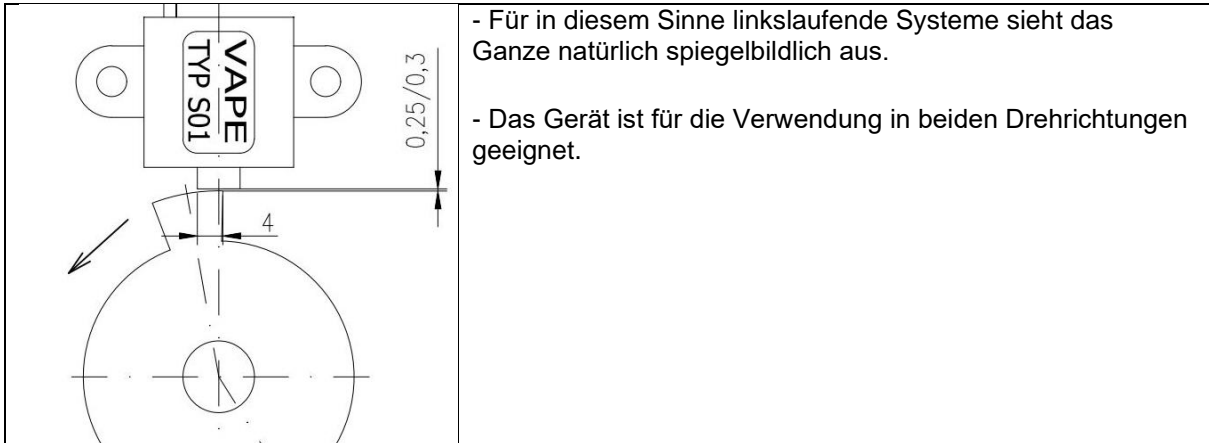 VAPE
TYP S01
0,25/0,3
4
- Für in diesem Sinne linkslaufende Systeme sieht das
Ganze natürlich spiegelbildlich aus.
- Das Gerät ist für die Verwendung in beiden Drehrichtungen
geeignet.